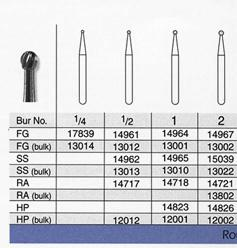 Bur No. 1/4 1/2 1 2
FG 17839 14961 14964 14967
FG (bulk) 13014 13012 13001 13002
SS 14962 14965 15039
SS (bulk) 13013 13010 13022
RA 14717 14718 14721
RA (bulk) 13802
HP 14823 14826
HP (bulk) 12012 12001 12002
Ro